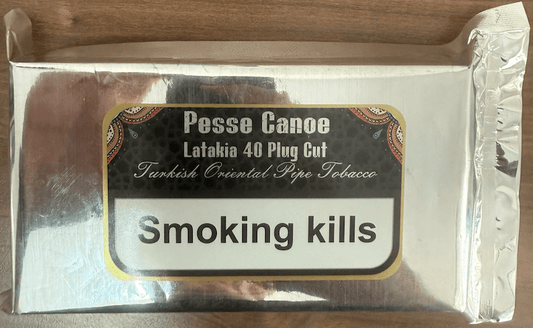 Pesse Canoe
Latakia 40 Plug Cut
Turkish Oriental Pipe Tobacco
Smoking kills